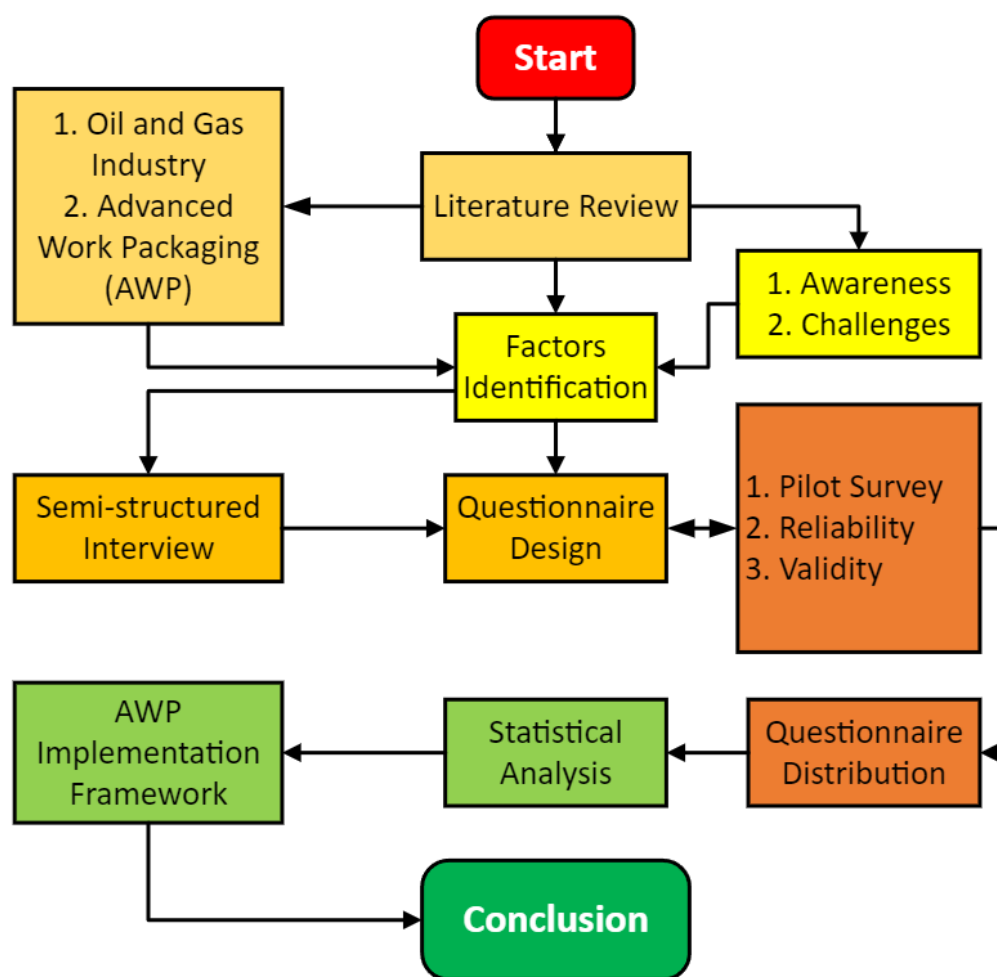 Start
1. Oil and Gas
Industry
2. Advanced
Work Packaging
(AWP)
Literature Review
1. Awareness
2. Challenges
Factors
Identification
Semi-structured
Interview
Questionnaire
Design
1. Pilot Survey
2. Reliability
3. Validity
AWP
Implementation
Framework
Statistical
Analysis
Questionnaire
Distribution
Conclusion